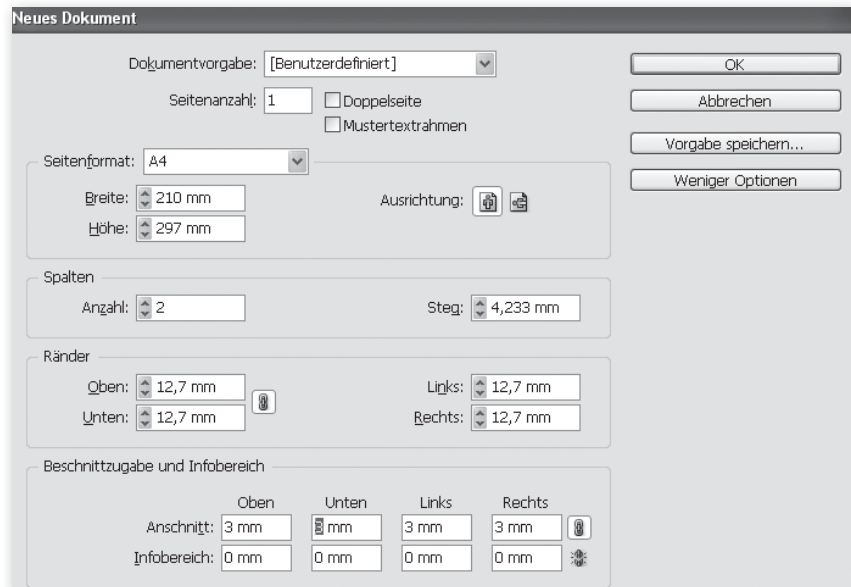 Neues Dokument
Dokumentvorgabe: [Benutzerdefiniert]
OK
Seitenanzahl: 1
Doppelseite
Abbrechen
Mustertextrahmen
Vorgabe speichern...
Seitenformat: A4
Weniger Optionen
Breite: 210 mm
Ausrichtung:
Höhe: 297 mm
Spalten
Anzahl: 2
Steg: 4,233 mm
Ränder
Oben: 12,7 mm
Links: 12,7 mm
Unten: 12,7 mm
Rechts: 12,7 mm
Beschnittzugabe und Infobereich
Oben Unten Links Rechts
Anschnitt: 3 mm 3 mm 3 mm 3 mm
Infobereich: 0 mm 0 mm 0 mm 0 mm